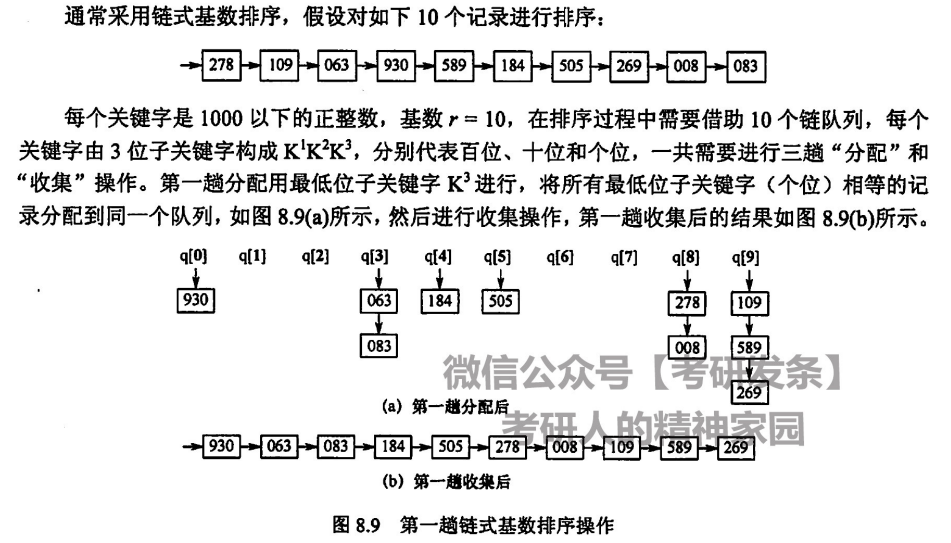 通常采用链式基数排序，假设对如下 10 个记录进行排序：
278 109 063 930 589 184 505 269 008 083
每个关键字是 1000 以下的正整数，基数 r = 10，在排序过程中需要借助 10 个链队列，每个
关键字由 3 位子关键字构成 K¹K²K³，分别代表百位、十位和个位，一共需要进行三趟“分配”和
“收集”操作。第一趟分配用最低位子关键字 K³进行，将所有最低位子关键字（个位）相等的记
录分配到同一个队列，如图 8.9(a)所示，然后进行收集操作，第一趟收集后的结果如图 8.9(b)所示。
q[0] q[1] q[2] q[3] q[4] q[5] q[6] q[7] q[8] q[9]
930 063 184 505 278 109
083 008 589
微信公众号【考研发条】
269
(a) 第一趟分配后
考研人的精神家园
930 063 083 184 505 278 008 109 589 269
(b) 第一趟收集后
图 8.9 第一趟链式基数排序操作